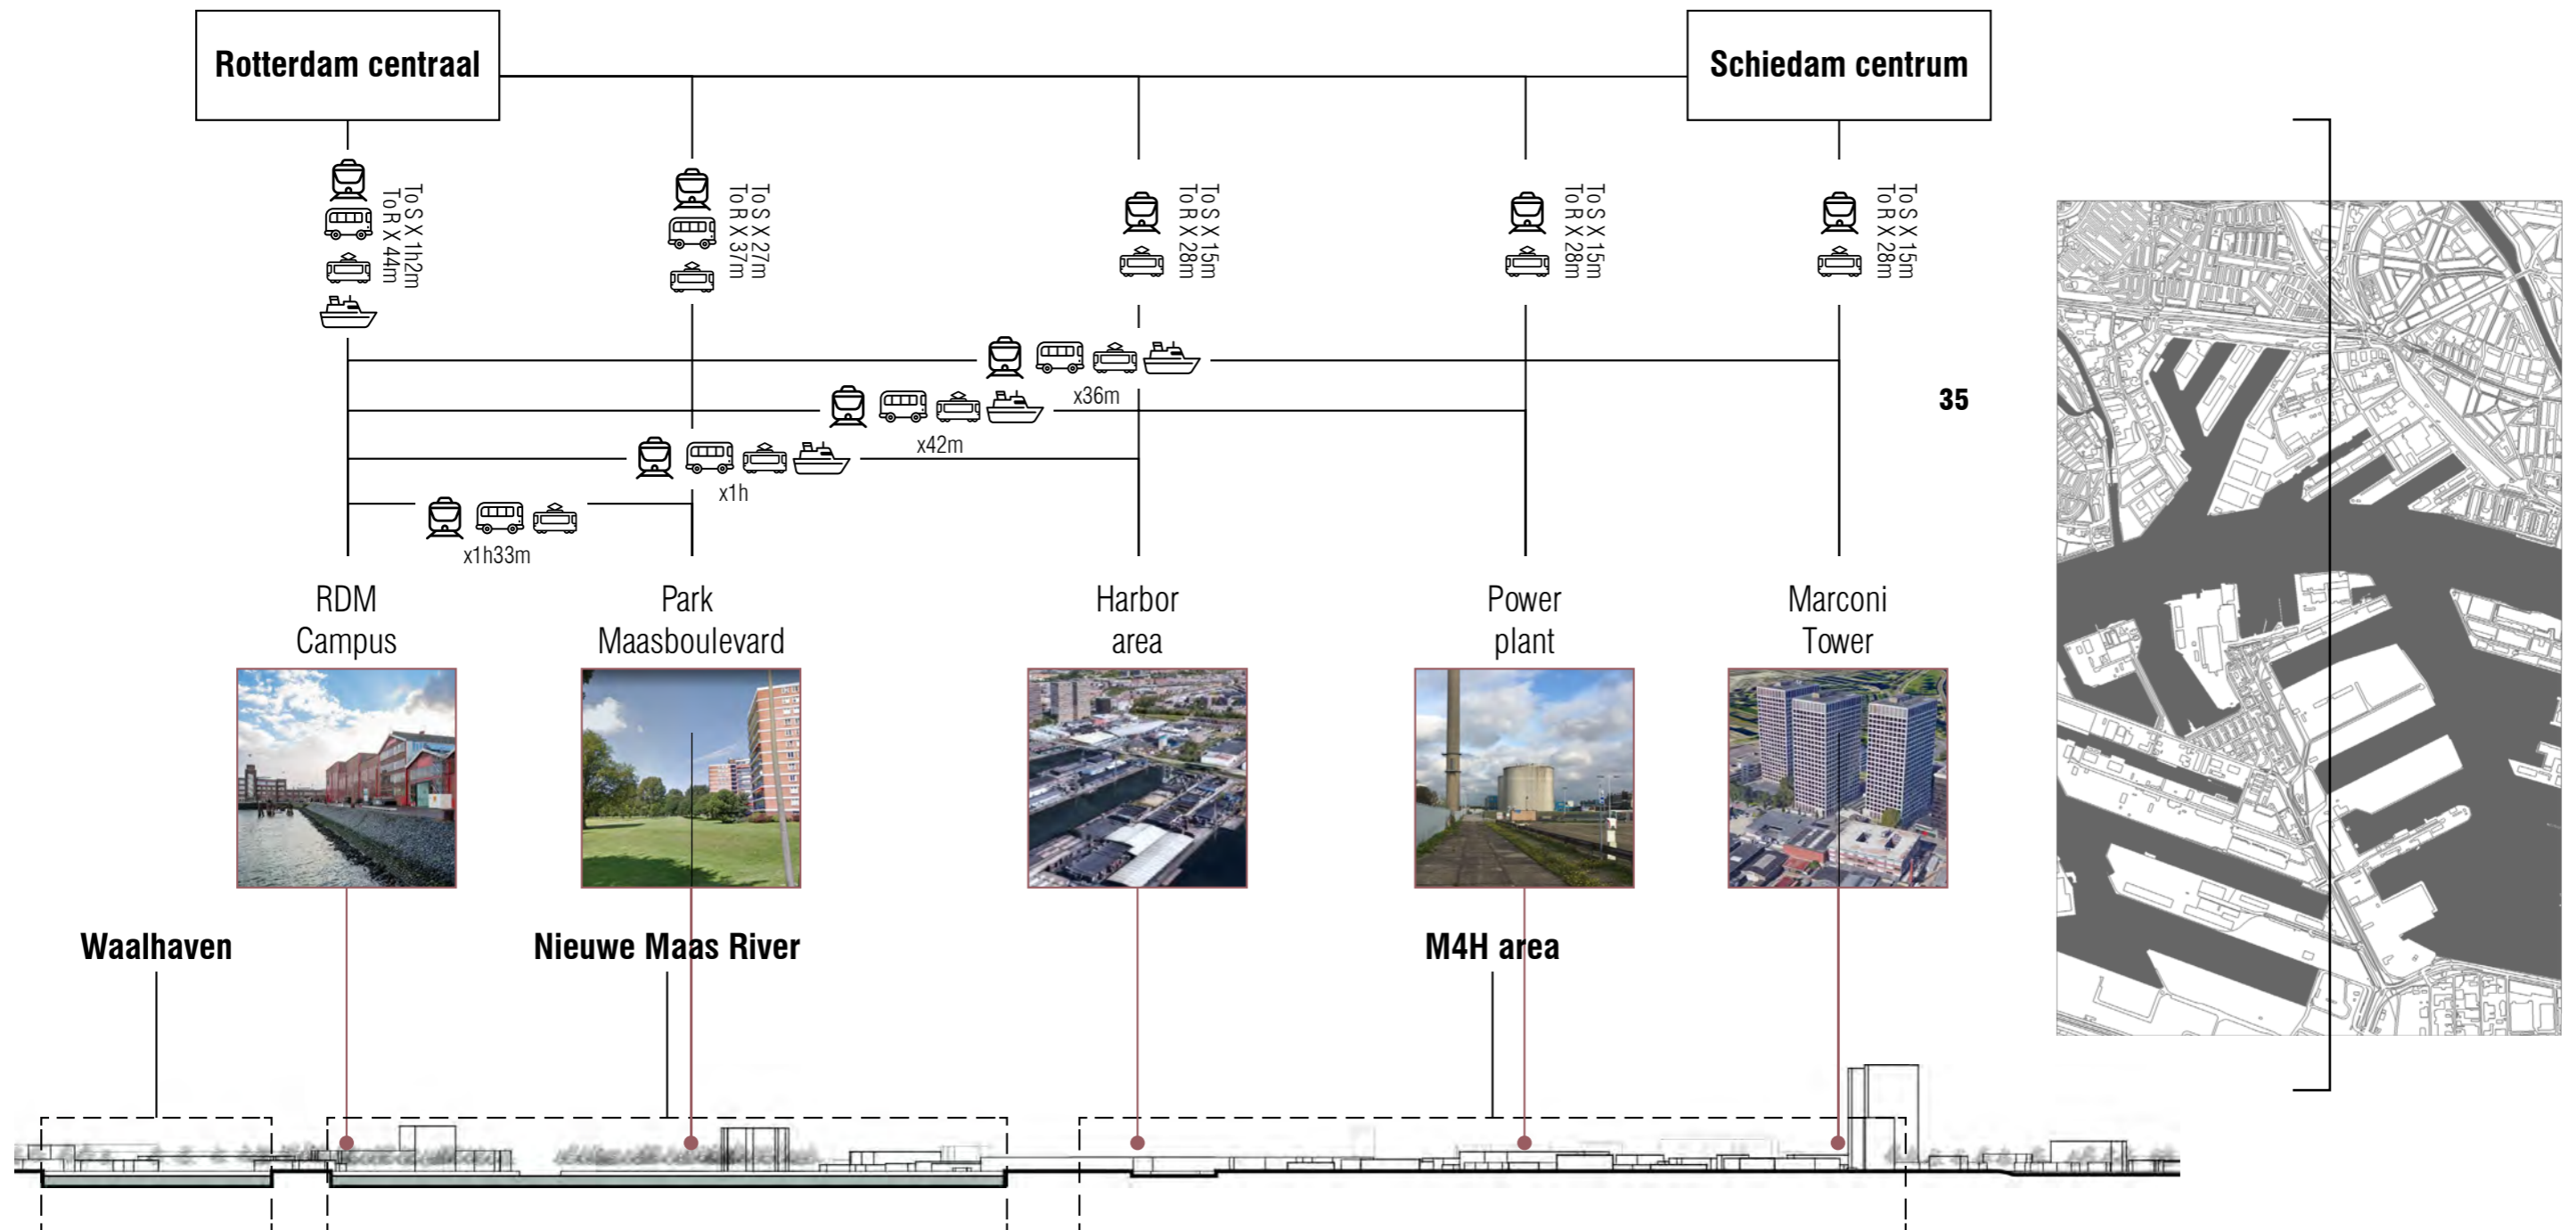 Rotterdam centraal
Schiedam centrum
To S X 1h2m
To R X 44m
To S X 27m
To R X 37m
To S X 15m
To R X 28m
To S X 15m
To R X 28m
To S X 15m
To R X 28m
x36m
35
x42m
x1h
x1h33m
RDM
Campus
Park
Maasboulevard
Harbor
area
Power
plant
Marconi
Tower
Waalhaven
Nieuwe Maas River
M4H area